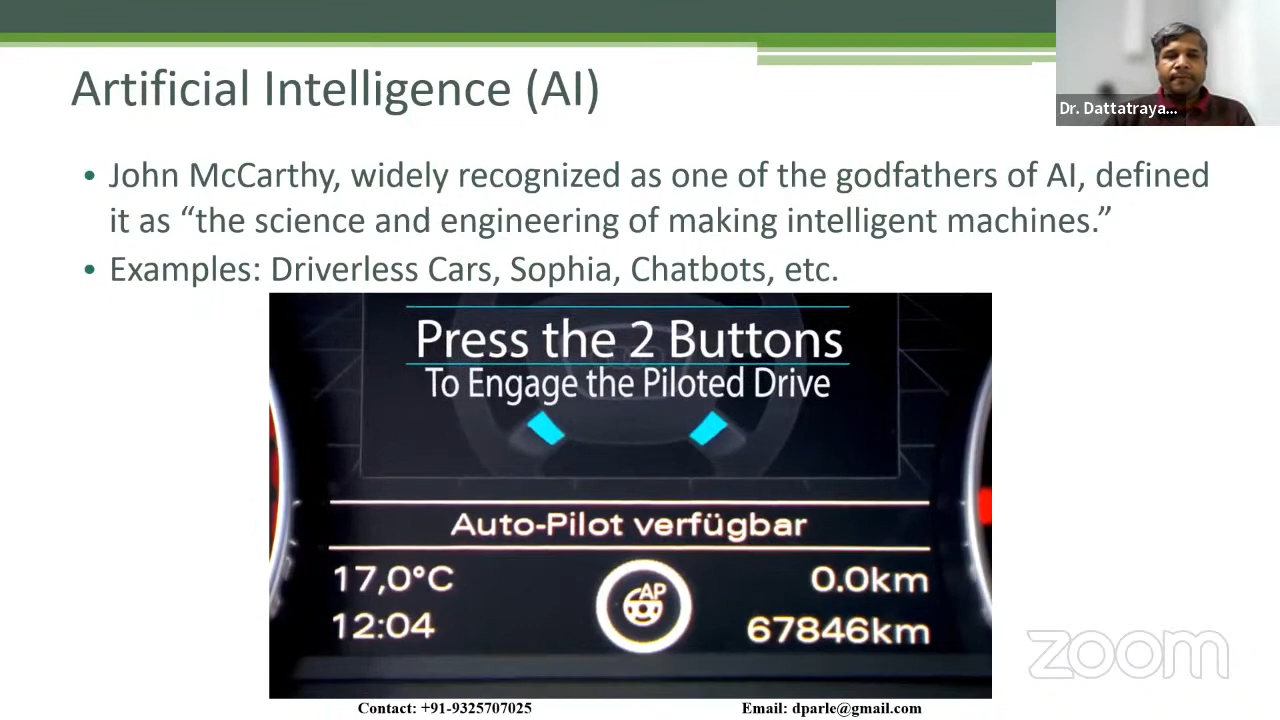 Artificial Intelligence (AI)
Dr. Dattatraya...
• John McCarthy, widely recognized as one of the godfathers of AI, defined
it as “the science and engineering of making intelligent machines.”
• Examples: Driverless Cars, Sophia, Chatbots, etc.
Press the 2 Buttons
To Engage the Piloted Drive
Auto-Pilot verfügbar
17,0°C
0.0km
AP
12:04
67846km
zoom
Contact: +91-9325707025
Email: dparle@gmail.com